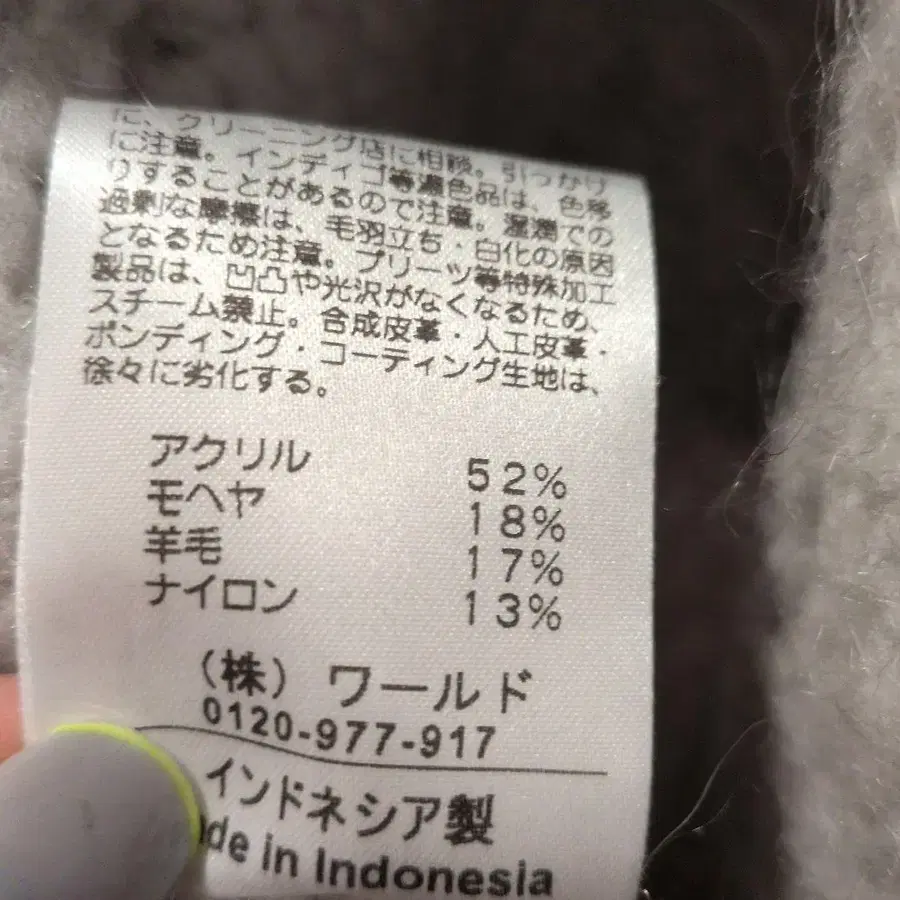 に、クリーニング店に相談。引っかけ
に注意。インディゴ等濃色品は、色移
りすることがあるので注意。湿潤での
過剰な摩擦は、毛羽立ち・白化の原因
となるため注意。プリーツ等特殊加工
製品は、凹凸や光沢がなくなるため、
スチーム禁止。合成皮革・人工皮革・
ボンディング・コーティング生地は、
徐々に劣化する。
アクリル 52%
モヘヤ 18%
羊毛 17%
ナイロン 13%
(株) ワールド
0120-977-917
インドネシア製
de in Indonesia